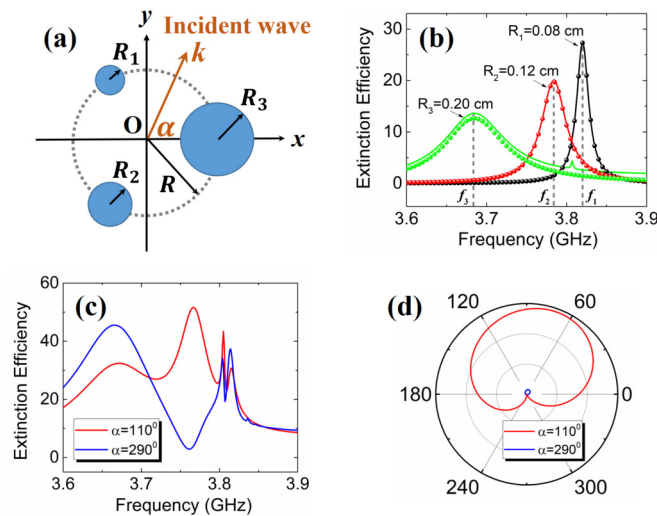 (a)
y
Incident wave
k
R₁
R₃
O
α
x
R₂
R
(b)
Extinction Efficiency
30
20
10
0
R₁=0.08 cm
R₂=0.12 cm
R₃=0.20 cm
f₃
f₂
f₁
3.6
3.7
3.8
3.9
Frequency (GHz)
(c)
Extinction Efficiency
60
40
20
0
α=110⁰
α=290⁰
3.6
3.7
3.8
3.9
Frequency (GHz)
(d)
120
60
180
0
α=110⁰
α=290⁰
240
300